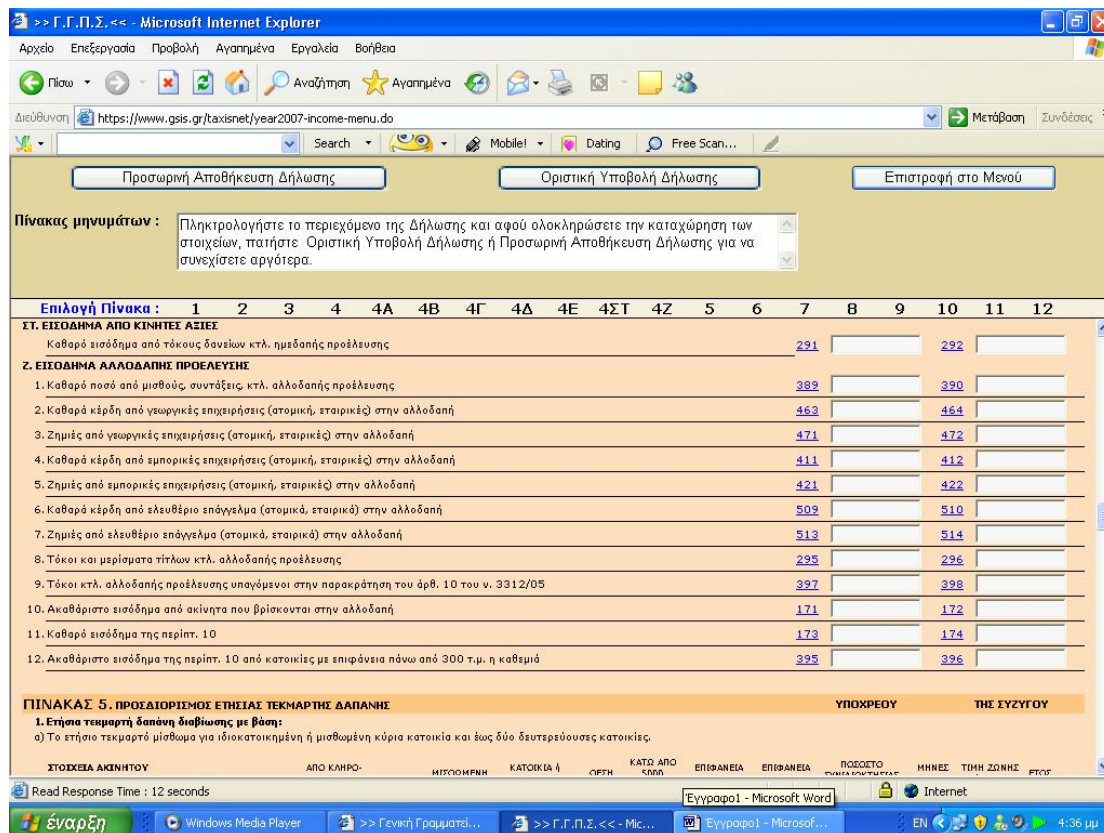 >> Γ.Γ.Π.Σ. << - Microsoft Internet Explorer
Αρχείο Επεξεργασία Προβολή Αγαπημένα Εργαλεία Βοήθεια
Πίσω Αναζήτηση Αγαπημένα
Διεύθυνση https://www.gsis.gr/taxisnet/year2007-income-menu.do Μετάβαση Συνδέσεις
Search Mobile! Dating Free Scan...
Προσωρινή Αποθήκευση Δήλωσης Οριστική Υποβολή Δήλωσης Επιστροφή στο Μενού
Πίνακας μηνυμάτων : Πληκτρολογήστε το περιεχόμενο της Δήλωσης και αφού ολοκληρώσετε την καταχώρηση των
στοιχείων, πατήστε Οριστική Υποβολή Δήλωσης ή Προσωρινή Αποθήκευση Δήλωσης για να
συνεχίσετε αργότερα.
Επιλογή Πίνακα : 1 2 3 4 4Α 4Β 4Γ 4Δ 4Ε 4ΣΤ 4Ζ 5 6 7 8 9 10 11 12
ΣΤ. ΕΙΣΟΔΗΜΑ ΑΠΟ ΚΙΝΗΤΕΣ ΑΞΙΕΣ
Καθαρό εισόδημα από τόκους δανείων κτλ. ημεδαπής προέλευσης 291 292
Ζ. ΕΙΣΟΔΗΜΑ ΑΛΛΟΔΑΠΗΣ ΠΡΟΕΛΕΥΣΗΣ
1. Καθαρό ποσό από μισθούς, συντάξεις, κτλ. αλλοδαπής προέλευσης 389 390
2. Καθαρά κέρδη από γεωργικές επιχειρήσεις (ατομική, εταιρικές) στην αλλοδαπή 463 464
3. Ζημιές από γεωργικές επιχειρήσεις (ατομική, εταιρικές) στην αλλοδαπή 471 472
4. Καθαρά κέρδη από εμπορικές επιχειρήσεις (ατομική, εταιρικές) στην αλλοδαπή 411 412
5. Ζημιές από εμπορικές επιχειρήσεις (ατομική, εταιρικές) στην αλλοδαπή 421 422
6. Καθαρά κέρδη από ελευθέριο επάγγελμα (ατομικά, εταιρικά) στην αλλοδαπή 509 510
7. Ζημιές από ελευθέριο επάγγελμα (ατομικά, εταιρικά) στην αλλοδαπή 513 514
8. Τόκοι και μερίσματα τίτλων κτλ. αλλοδαπής προέλευσης 295 296
9. Τόκοι κτλ. αλλοδαπής προέλευσης υπαγόμενοι στην παρακράτηση του άρθ. 10 του ν. 3312/05 397 398
10. Ακαθάριστο εισόδημα από ακίνητα που βρίσκονται στην αλλοδαπή 171 172
11. Καθαρό εισόδημα της περίπτ. 10 173 174
12. Ακαθάριστο εισόδημα της περίπτ. 10 από κατοικίες με επιφάνεια πάνω από 300 τ.μ. η καθεμιά 395 396
ΠΙΝΑΚΑΣ 5. ΠΡΟΣΔΙΟΡΙΣΜΟΣ ΕΤΗΣΙΑΣ ΤΕΚΜΑΡΤΗΣ ΔΑΠΑΝΗΣ ΥΠΟΧΡΕΟΥ ΤΗΣ ΣΥΖΥΓΟΥ
1. Ετήσια τεκμαρτή δαπάνη διαβίωσης με βάση:
α) Το ετήσιο τεκμαρτό μίσθωμα για ιδιοκατοικημένη ή μισθωμένη κύρια κατοικία και έως δύο δευτερεύουσες κατοικίες.
ΣΤΟΙΧΕΙΑ ΑΚΙΝΗΤΟΥ ΑΠΟ ΚΛΗΡΟ- ΜΙΣΘΩΜΕΝΗ ΚΑΤΟΙΚΙΑ ή ΘΕΣΗ ΚΑΤΩ ΑΠΟ 5000 ΕΠΙΦΑΝΕΙΑ ΕΠΙΦΑΝΕΙΑ ΠΟΣΟΣΤΟ ΜΗΝΕΣ ΤΙΜΗ ΖΩΝΗΣ ΕΤΟΣ
Read Response Time : 12 seconds Internet
Έγγραφο1 - Microsoft Word
έναρξη Windows Media Player >> Γενική Γραμματεί... >> Γ.Γ.Π.Σ. << - Mic... Έγγραφο1 - Microsof... EN 4:36 μμ